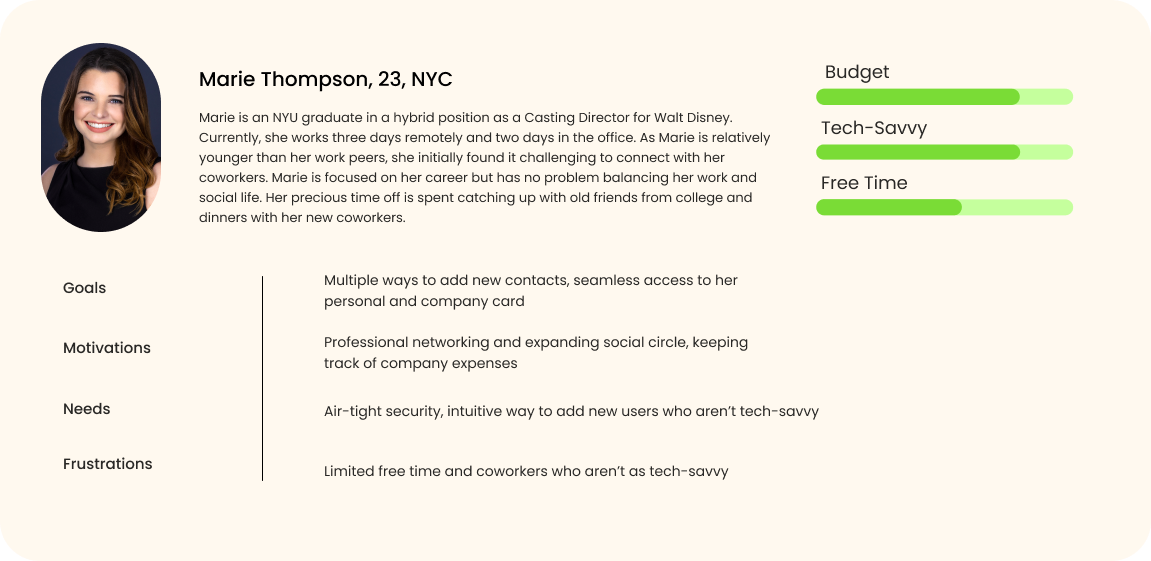 Marie Thompson, 23, NYC
Marie is an NYU graduate in a hybrid position as a Casting Director for Walt Disney.
Currently, she works three days remotely and two days in the office. As Marie is relatively
younger than her work peers, she initially found it challenging to connect with her
coworkers. Marie is focused on her career but has no problem balancing her work and
social life. Her precious time off is spent catching up with old friends from college and
dinners with her new coworkers.
Budget
Tech-Savvy
Free Time
Goals
Multiple ways to add new contacts, seamless access to her
personal and company card
Motivations
Professional networking and expanding social circle, keeping
track of company expenses
Needs
Air-tight security, intuitive way to add new users who aren’t tech-savvy
Frustrations
Limited free time and coworkers who aren’t as tech-savvy